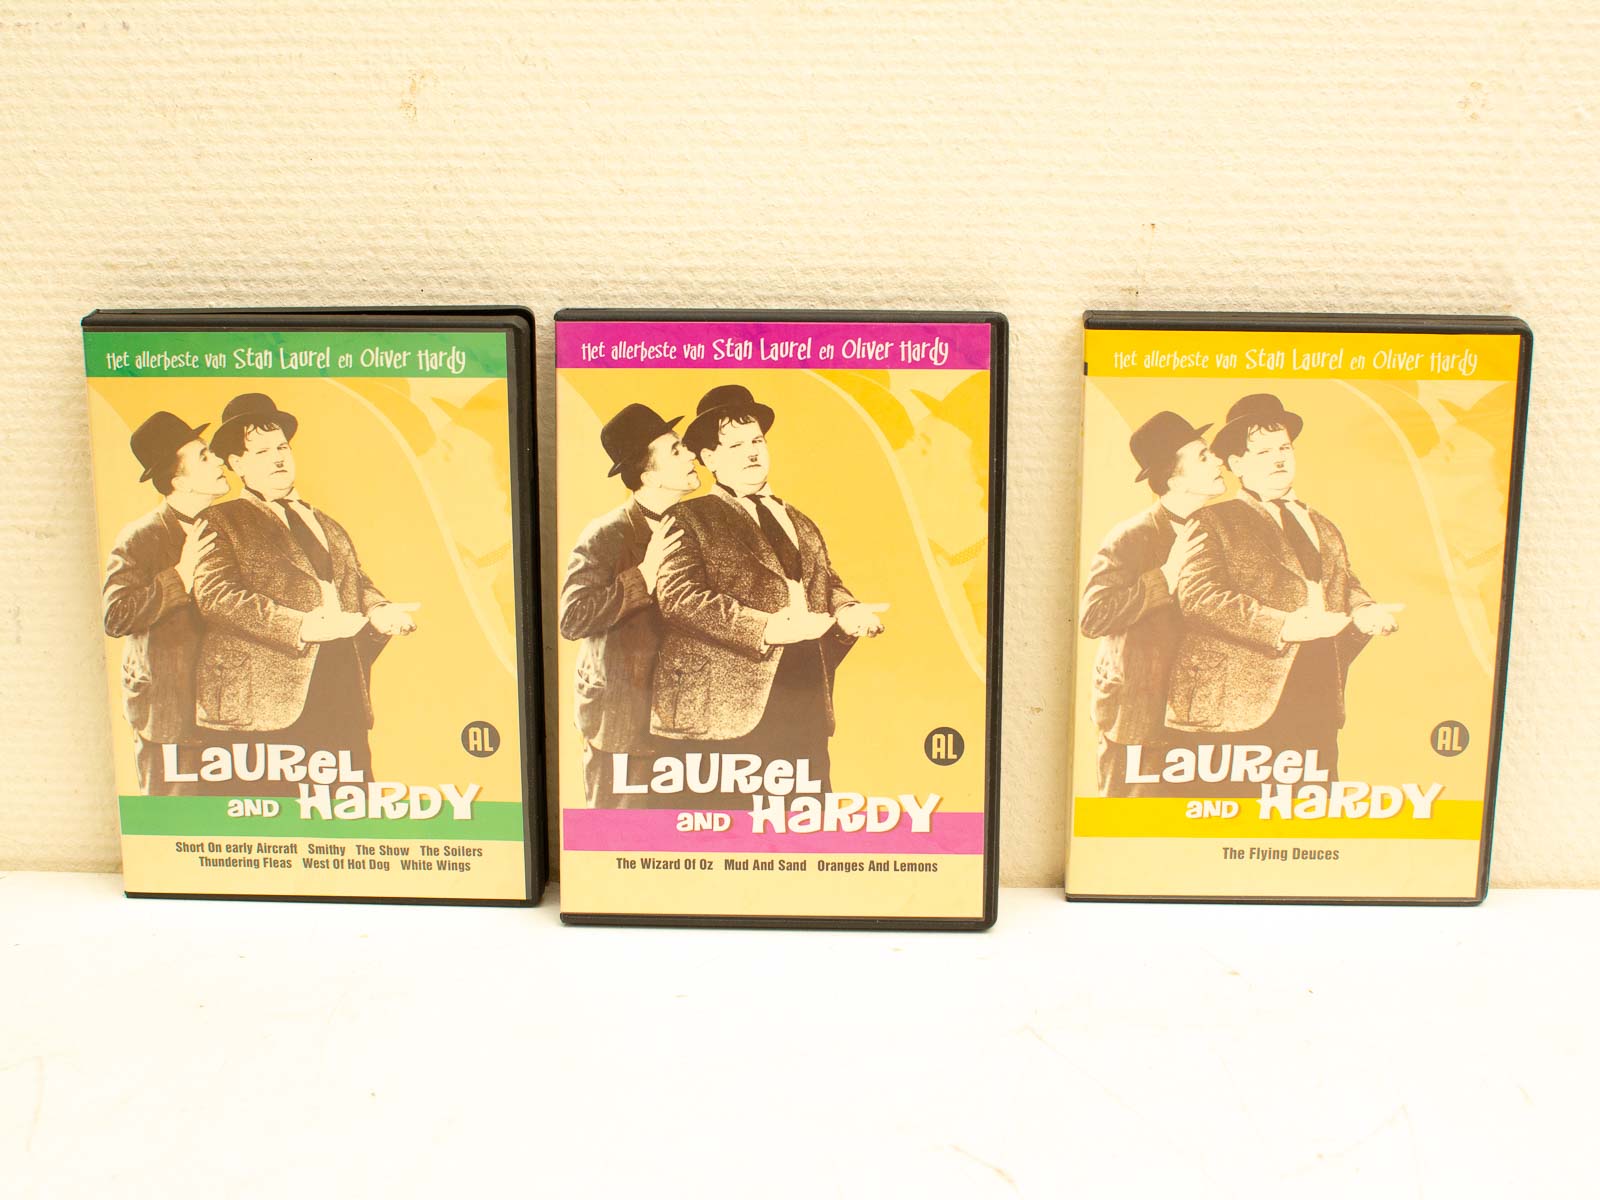 Het allerbeste van Stan Laurel en Oliver Hardy
AL
Laurel
and Hardy
Short On early Aircraft Smithy The Show The Soilers
Thundering Fleas West Of Hot Dog White Wings
Het allerbeste van Stan Laurel en Oliver Hardy
AL
Laurel
and Hardy
The Wizard Of Oz Mud And Sand Oranges And Lemons
Het allerbeste van Stan Laurel en Oliver Hardy
AL
Laurel
and Hardy
The Flying Deuces